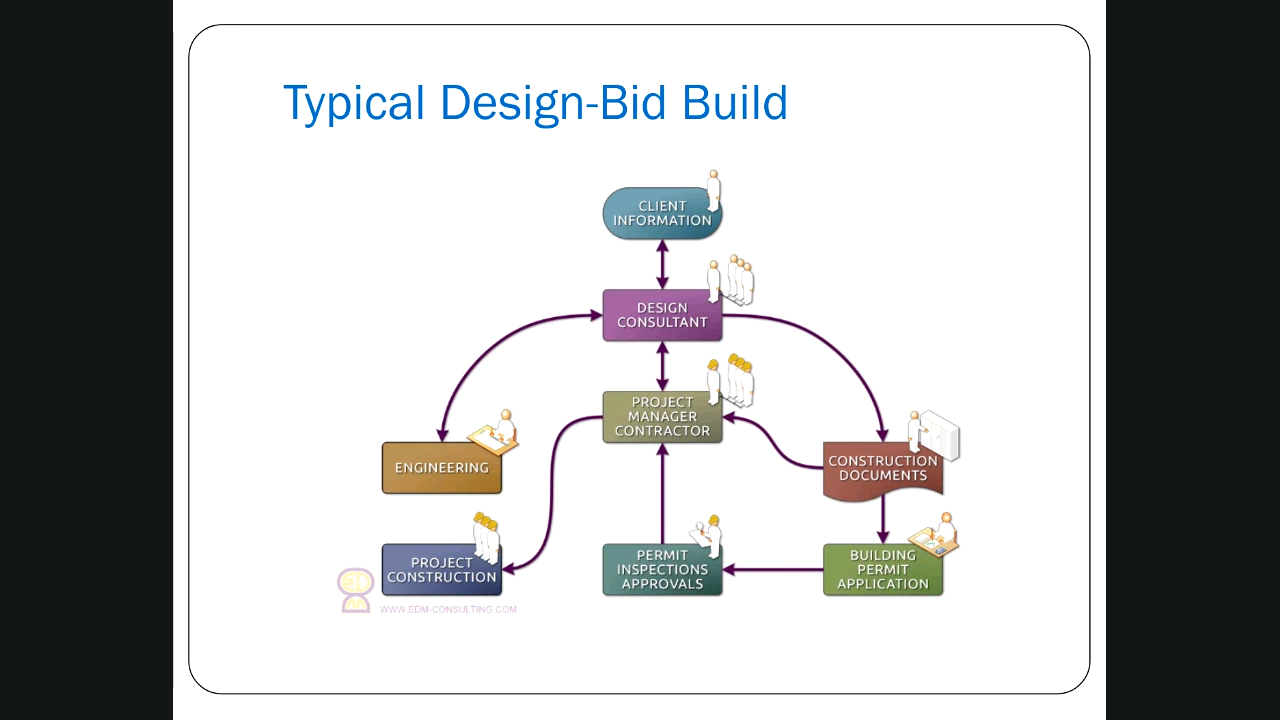 Typical Design-Bid Build
CLIENT
INFORMATION
DESIGN
CONSULTANT
PROJECT
MANAGER
CONTRACTOR
ENGINEERING
CONSTRUCTION
DOCUMENTS
PROJECT
CONSTRUCTION
PERMIT
INSPECTIONS
APPROVALS
BUILDING
PERMIT
APPLICATION
EDM
WWW.EDM-CONSULTING.COM